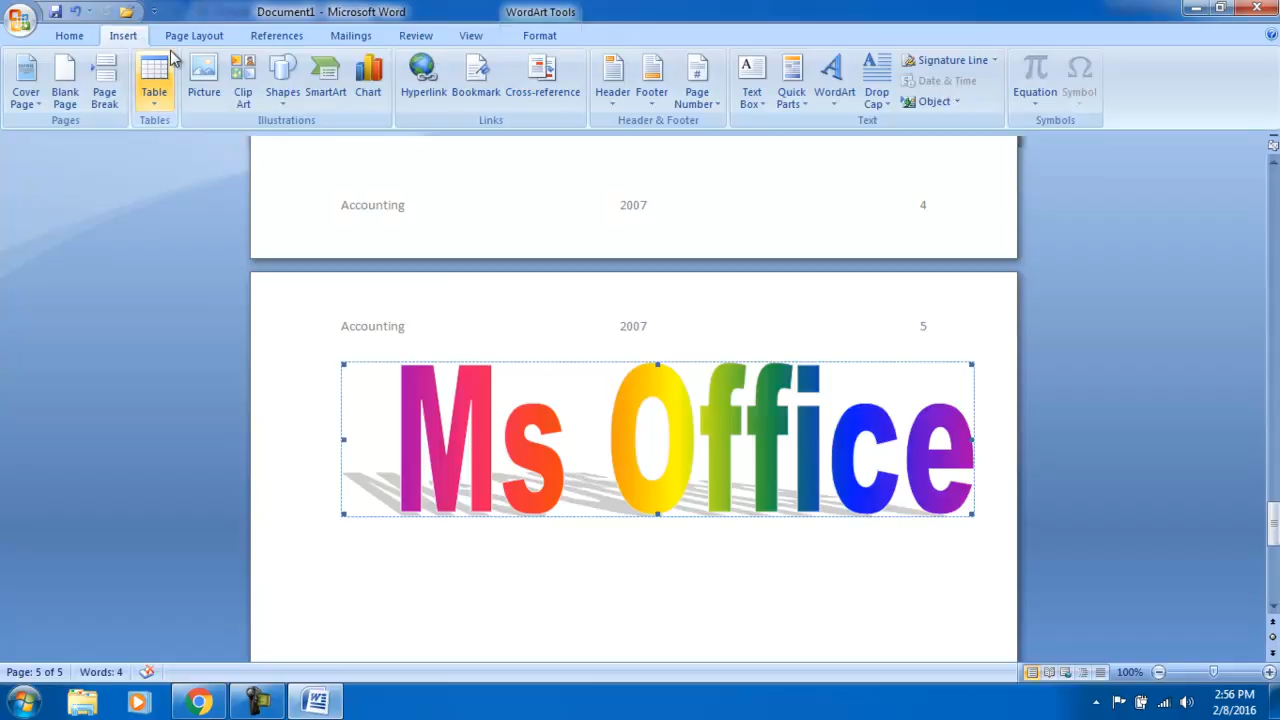 Document1 - Microsoft Word
WordArt Tools
Home Insert Page Layout References Mailings Review View Format
Cover Page
Blank Page
Page Break
Table
Picture
Clip Art
Shapes
SmartArt
Chart
Hyperlink
Bookmark
Cross-reference
Header
Footer
Page Number
Text Box
Quick Parts
WordArt
Drop Cap
Signature Line
Date & Time
Object
Equation
Symbol
Pages Tables Illustrations Links Header & Footer Text Symbols
Accounting 2007 4
Accounting 2007 5
Ms Office
Page: 5 of 5 Words: 4 100%
2:56 PM
2/8/2016